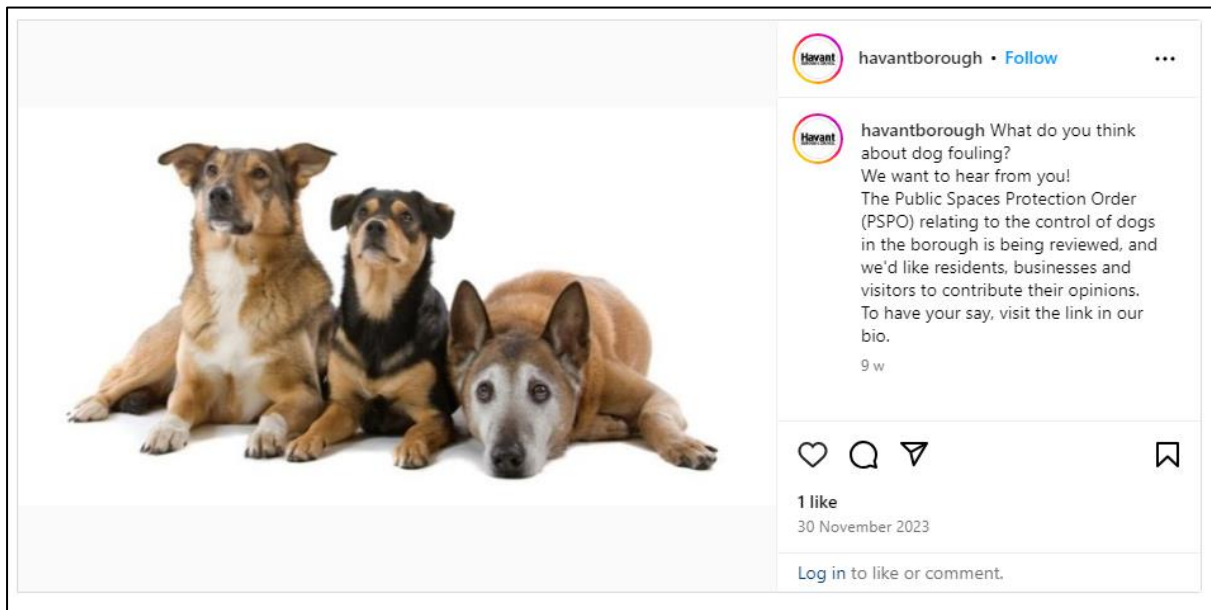 Havant
havantborough • Follow
Havant
havantborough What do you think
about dog fouling?
We want to hear from you!
The Public Spaces Protection Order
(PSPO) relating to the control of dogs
in the borough is being reviewed, and
we'd like residents, businesses and
visitors to contribute their opinions.
To have your say, visit the link in our
bio.
9 w
1 like
30 November 2023
Log in to like or comment.